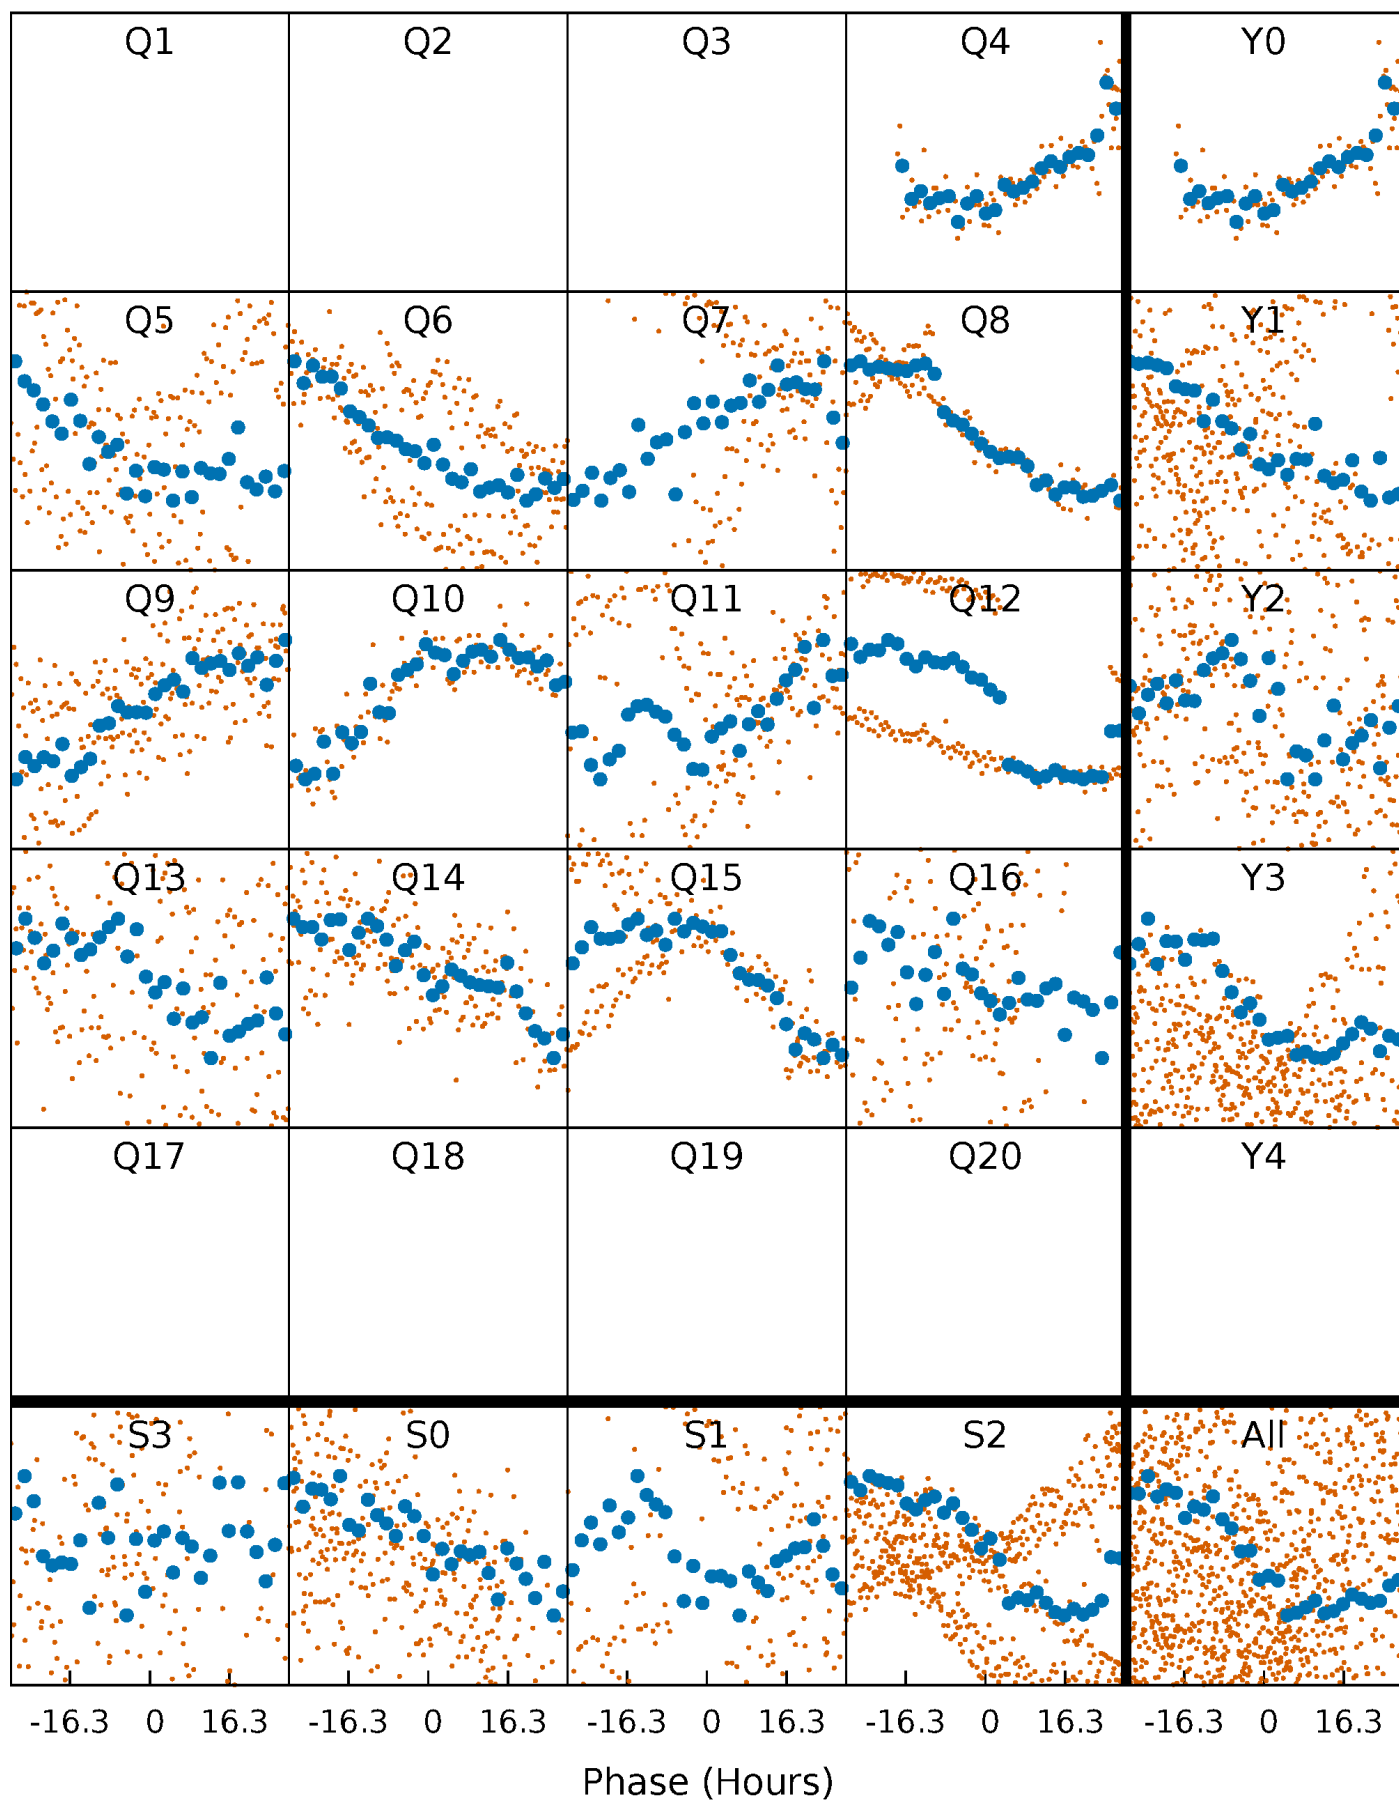 Q1 Q2 Q3 Q4 Y0
Q5 Q6 Q7 Q8 Y1
Q9 Q10 Q11 Q12 Y2
Q13 Q14 Q15 Q16 Y3
Q17 Q18 Q19 Q20 Y4
S3 S0 S1 S2 All
-16.3 0 16.3 -16.3 0 16.3 -16.3 0 16.3 -16.3 0 16.3 -16.3 0 16.3
Phase (Hours)